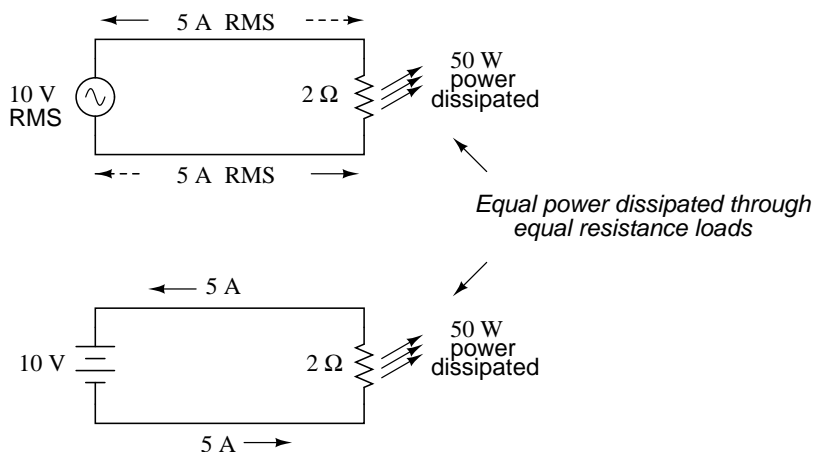 5 A RMS
10 V
RMS
2 Ω
50 W
power
dissipated
5 A RMS
Equal power dissipated through
equal resistance loads
5 A
10 V
2 Ω
50 W
power
dissipated
5 A